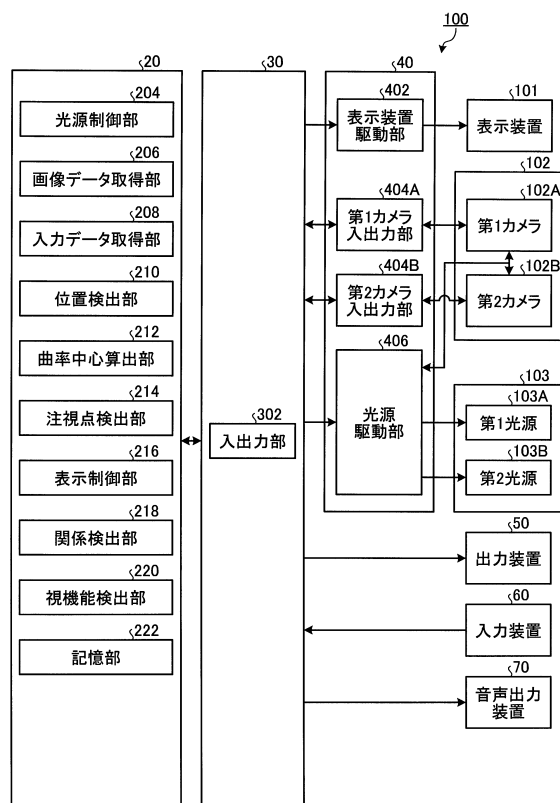 100
20
30
40
204
光源制御部
206
画像データ取得部
208
入力データ取得部
210
位置検出部
212
曲率中心算出部
214
注視点検出部
216
表示制御部
218
関係検出部
220
視機能検出部
222
記憶部
302
入出力部
402
表示装置
駆動部
404A
第1カメラ
入出力部
404B
第2カメラ
入出力部
406
光源
駆動部
101
表示装置
102
102A
第1カメラ
102B
第2カメラ
103
103A
第1光源
103B
第2光源
50
出力装置
60
入力装置
70
音声出力
装置